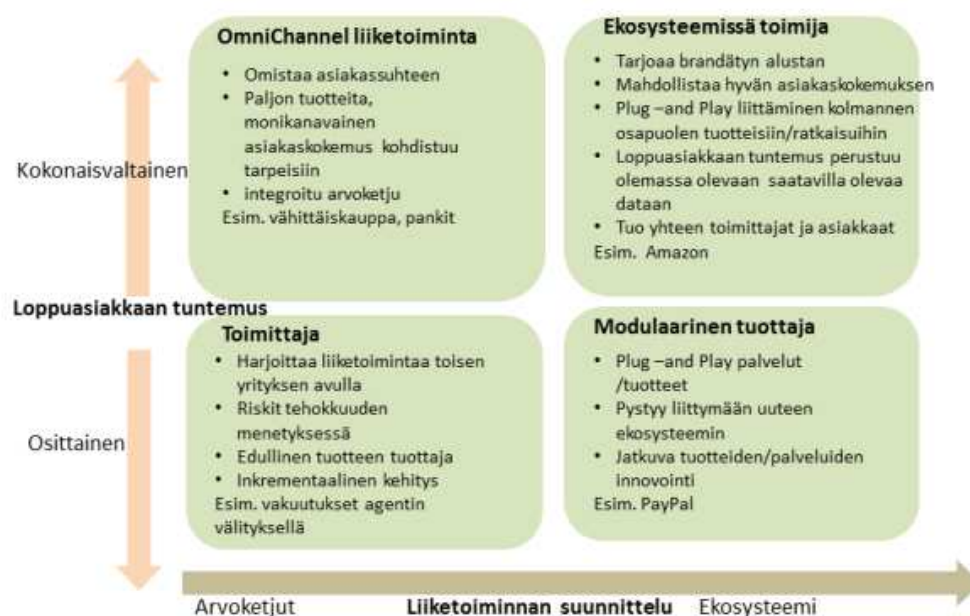 OmniChannel liiketoiminta
• Omistaa asiakassuhteen
• Paljon tuotteita,
monikanavainen
asiakaskokemus kohdistuu
tarpeisiin
• integroitu arvoketju
Esim. vähittäiskauppa, pankit
Ekosysteemissä toimija
• Tarjoaa brandätyn alustan
• Mahdollistaa hyvän asiakaskokemuksen
• Plug –and Play liittäminen kolmannen
osapuolen tuotteisiin/ratkaisuihin
• Loppuasiakkaan tuntemus perustuu
olemassa olevaan saatavilla olevaa
dataan
• Tuo yhteen toimittajat ja asiakkaat
Esim. Amazon
Kokonaisvaltainen
Loppuasiakkaan tuntemus
Osittainen
Toimittaja
• Harjoittaa liiketoimintaa toisen
yrityksen avulla
• Riskit tehokkuuden
menetyksessä
• Edullinen tuotteen tuottaja
• Inkrementaalinen kehitys
Esim. vakuutukset agentin
välityksellä
Modulaarinen tuottaja
• Plug –and Play palvelut
/tuotteet
• Pystyy liittymään uuteen
ekosysteemin
• Jatkuva tuotteiden/palveluiden
innovointi
Esim. PayPal
Arvoketjut Liiketoiminnan suunnittelu Ekosysteemi